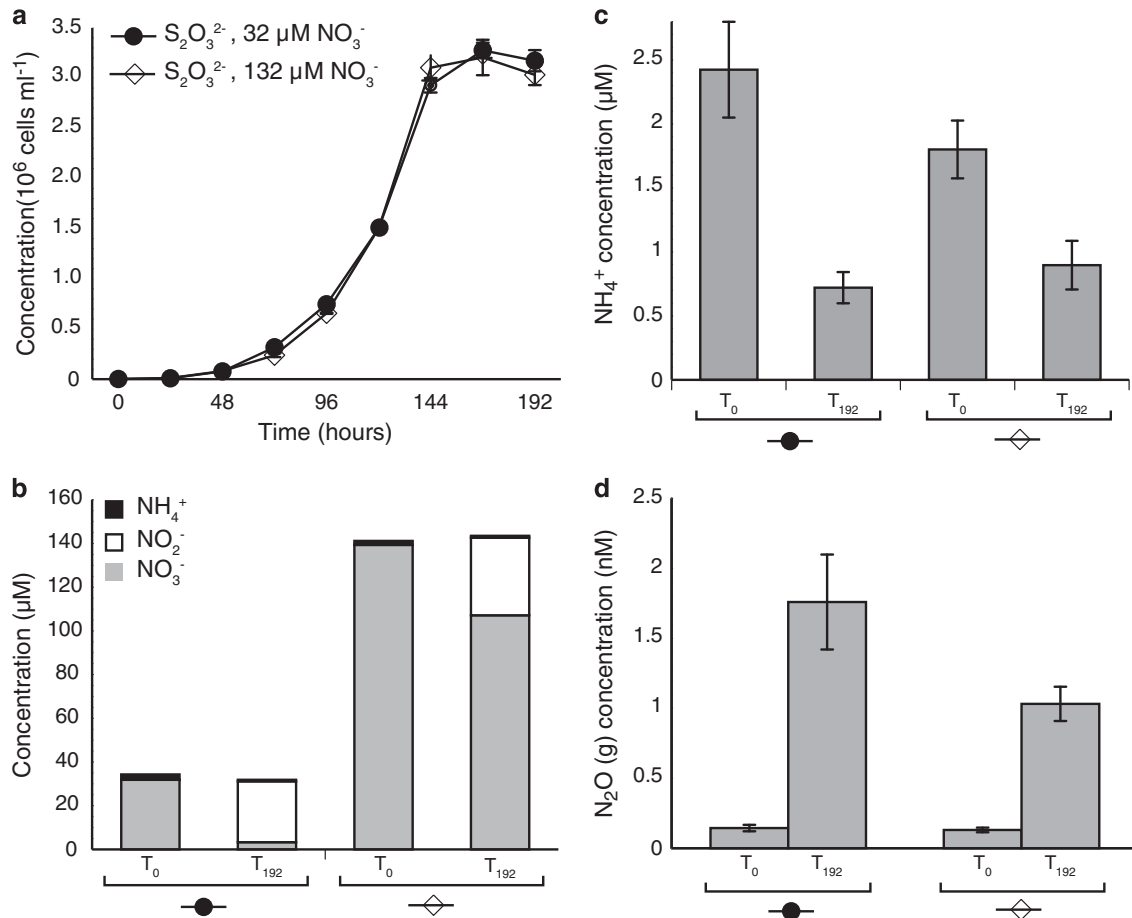 a
S₂O₃²⁻, 32 µM NO₃⁻
S₂O₃²⁻, 132 µM NO₃⁻
Concentration(10⁶ cells ml⁻¹)
3.5
3.0
2.5
2.0
1.5
1.0
0.5
0
0 48 96 144 192
Time (hours)
c
NH₄⁺ concentration (µM)
2.5
2
1.5
1
0.5
0
T₀ T₁₉₂ T₀ T₁₉₂
b
NH₄⁺
NO₂⁻
NO₃⁻
Concentration (µM)
160
140
120
100
80
60
40
20
0
T₀ T₁₉₂ T₀ T₁₉₂
d
N₂O (g) concentration (nM)
2.5
2
1.5
1
0.5
0
T₀ T₁₉₂ T₀ T₁₉₂